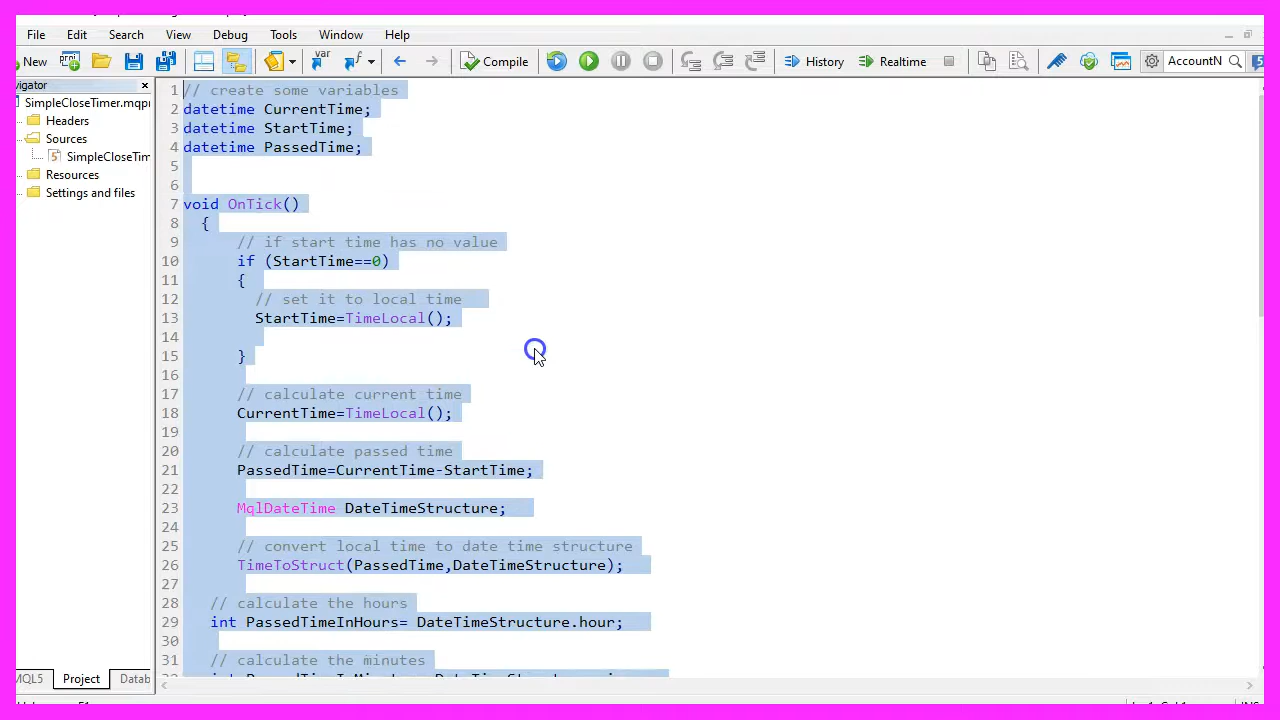 File Edit Search View Debug Tools Window Help
New Compile History Realtime AccountN 5
vigator
SimpleCloseTimer.mqpr
Headers
Sources
SimpleCloseTim
Resources
Settings and files
1 // create some variables
2 datetime CurrentTime;
3 datetime StartTime;
4 datetime PassedTime;
5
6
7 void OnTick()
8 {
9 // if start time has no value
10 if (StartTime==0)
11 {
12 // set it to local time
13 StartTime=TimeLocal();
14
15 }
16
17 // calculate current time
18 CurrentTime=TimeLocal();
19
20 // calculate passed time
21 PassedTime=CurrentTime-StartTime;
22
23 MqlDateTime DateTimeStructure;
24
25 // convert local time to date time structure
26 TimeToStruct(PassedTime,DateTimeStructure);
27
28 // calculate the hours
29 int PassedTimeInHours= DateTimeStructure.hour;
30
31 // calculate the minutes
MQL5 Project Datab